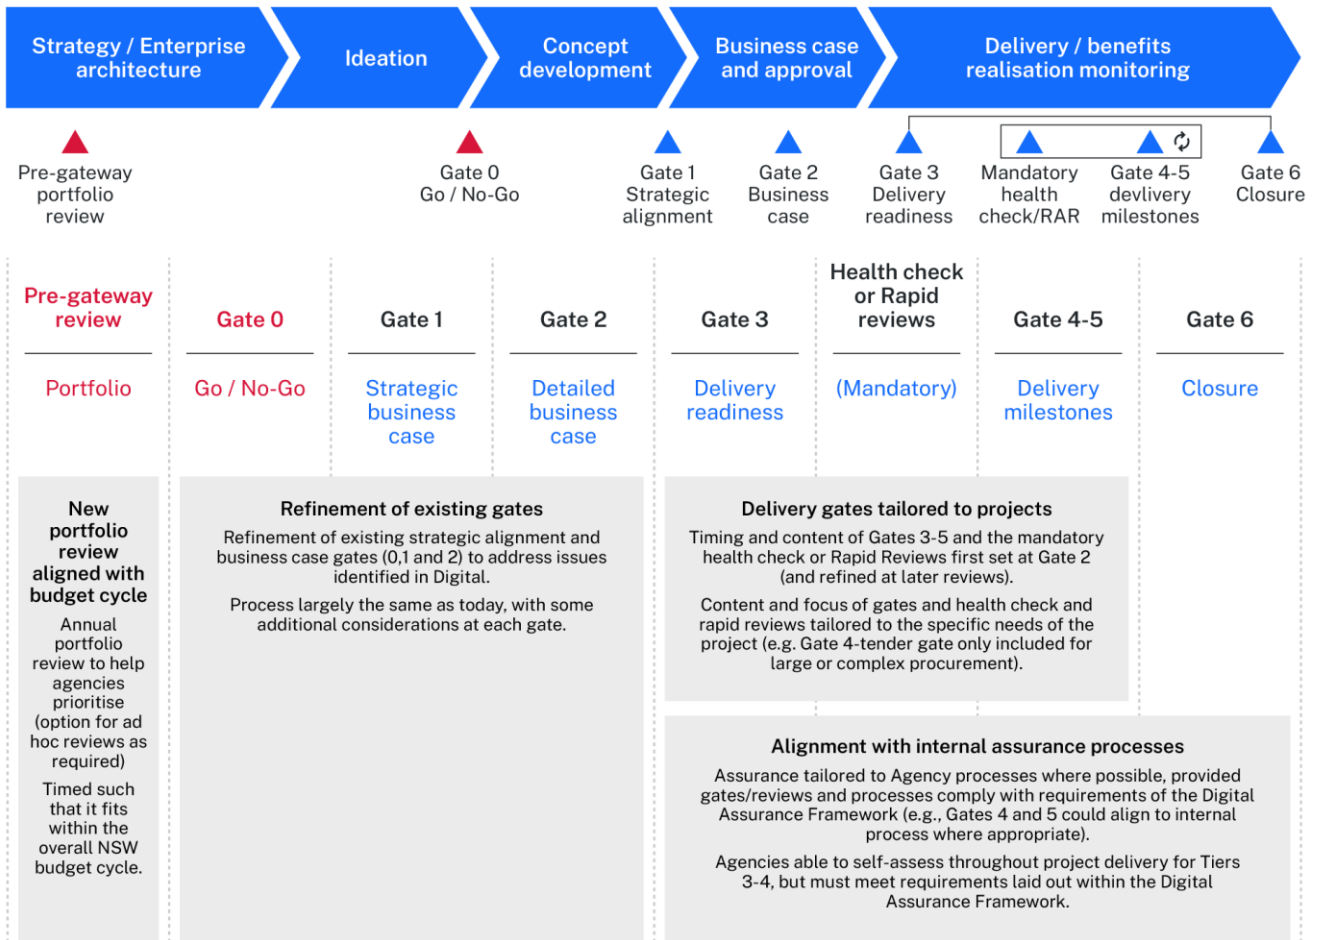 Strategy / Enterprise
architecture
Ideation
Concept
development
Business case
and approval
Delivery / benefits
realisation monitoring
Pre-gateway
portfolio
review
Gate 0
Go / No-Go
Gate 1
Strategic
alignment
Gate 2
Business
case
Gate 3
Delivery
readiness
Mandatory
health
check/RAR
Gate 4-5
devlivery
milestones
Gate 6
Closure
Pre-gateway
review
Portfolio
Gate 0
Go / No-Go
Gate 1
Strategic
business
case
Gate 2
Detailed
business
case
Gate 3
Delivery
readiness
Health check
or Rapid
reviews
(Mandatory)
Gate 4-5
Delivery
milestones
Gate 6
Closure
New
portfolio
review
aligned with
budget cycle
Annual
portfolio
review to help
agencies
prioritise
(option for ad
hoc reviews as
required)
Timed such
that it fits
within the
overall NSW
budget cycle.
Refinement of existing gates
Refinement of existing strategic alignment and
business case gates (0,1 and 2) to address issues
identified in Digital.
Process largely the same as today, with some
additional considerations at each gate.
Delivery gates tailored to projects
Timing and content of Gates 3-5 and the mandatory
health check or Rapid Reviews first set at Gate 2
(and refined at later reviews).
Content and focus of gates and health check and
rapid reviews tailored to the specific needs of the
project (e.g. Gate 4-tender gate only included for
large or complex procurement).
Alignment with internal assurance processes
Assurance tailored to Agency processes where possible, provided
gates/reviews and processes comply with requirements of the Digital
Assurance Framework (e.g., Gates 4 and 5 could align to internal
process where appropriate).
Agencies able to self-assess throughout project delivery for Tiers
3-4, but must meet requirements laid out within the Digital
Assurance Framework.